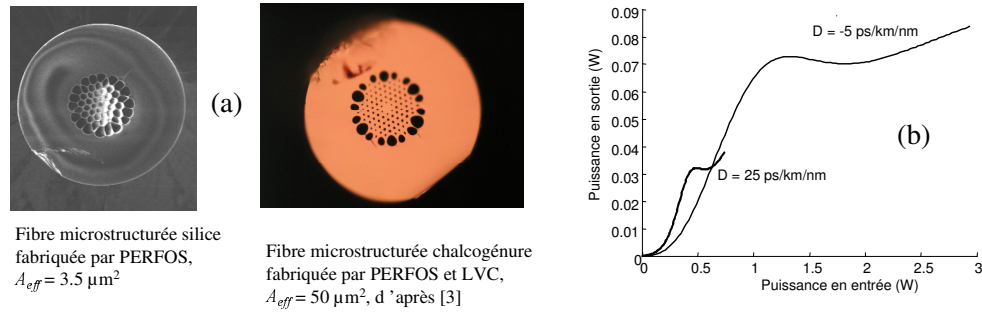 (a)
Fibre microstructurée silice
fabriquée par PERFOS,
A_eff = 3.5 µm²
Fibre microstructurée chalcogénure
fabriquée par PERFOS et LVC,
A_eff = 50 µm², d ’après [3]
0.09
0.08
0.07
0.06
0.05
0.04
0.03
0.02
0.01
0
Puissance en sortie (W)
D = -5 ps/km/nm
(b)
D = 25 ps/km/nm
0 0.5 1 1.5 2 2.5 3
Puissance en entrée (W)